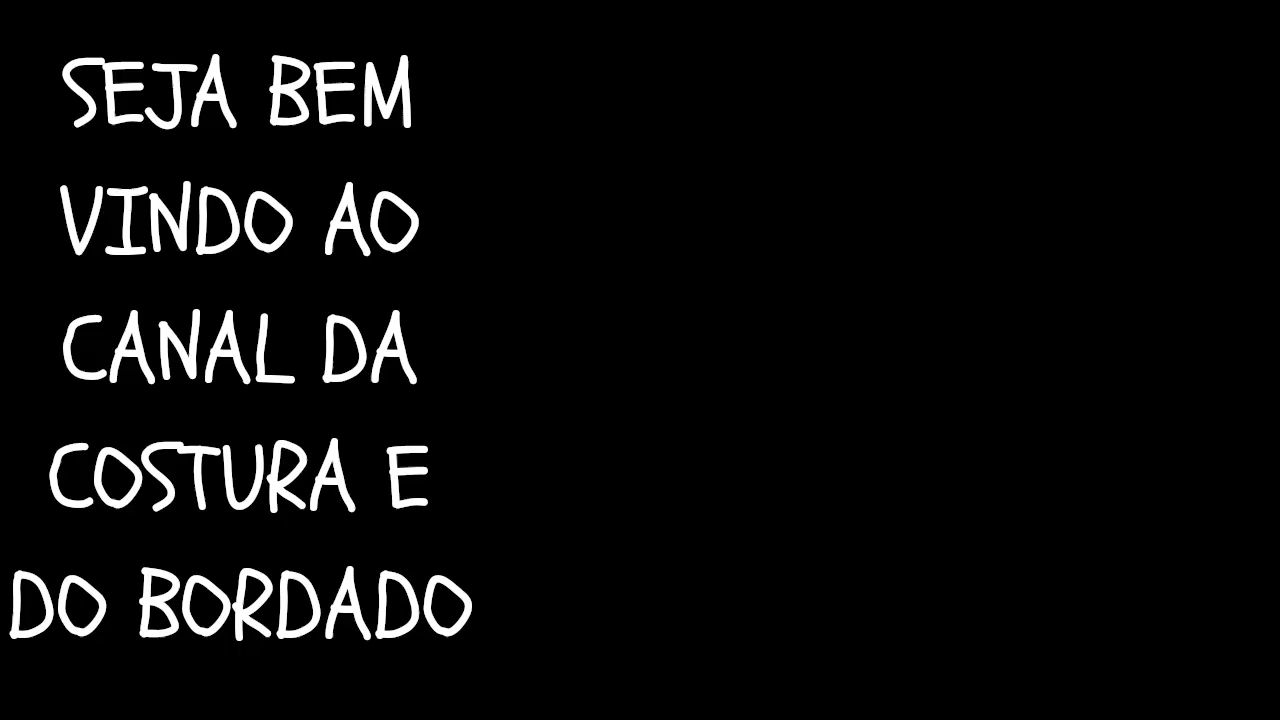 SEJA BEM
VINDO AO
CANAL DA
COSTURA E
DO BORDADO